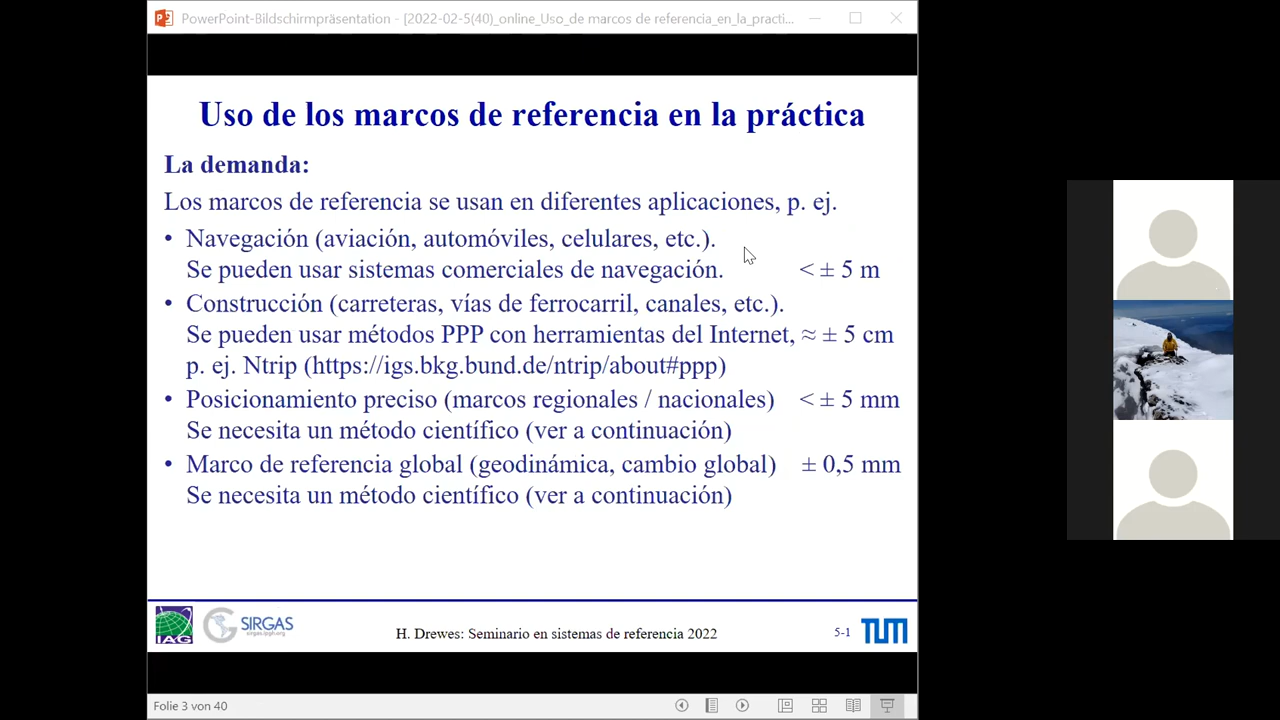 PowerPoint-Bildschirmpräsentation - [2022-02-5(40)_online_Uso_de marcos de referencia_en_la_practi...
Uso de los marcos de referencia en la práctica
La demanda:
Los marcos de referencia se usan en diferentes aplicaciones, p. ej.
• Navegación (aviación, automóviles, celulares, etc.).
Se pueden usar sistemas comerciales de navegación. < ± 5 m
• Construcción (carreteras, vías de ferrocarril, canales, etc.).
Se pueden usar métodos PPP con herramientas del Internet, ≈ ± 5 cm
p. ej. Ntrip (https://igs.bkg.bund.de/ntrip/about#ppp)
• Posicionamiento preciso (marcos regionales / nacionales) < ± 5 mm
Se necesita un método científico (ver a continuación)
• Marco de referencia global (geodinámica, cambio global) ± 0,5 mm
Se necesita un método científico (ver a continuación)
IAG
SIRGAS
sirgas.ipgh.org
H. Drewes: Seminario en sistemas de referencia 2022
5-1
TUM
Folie 3 von 40